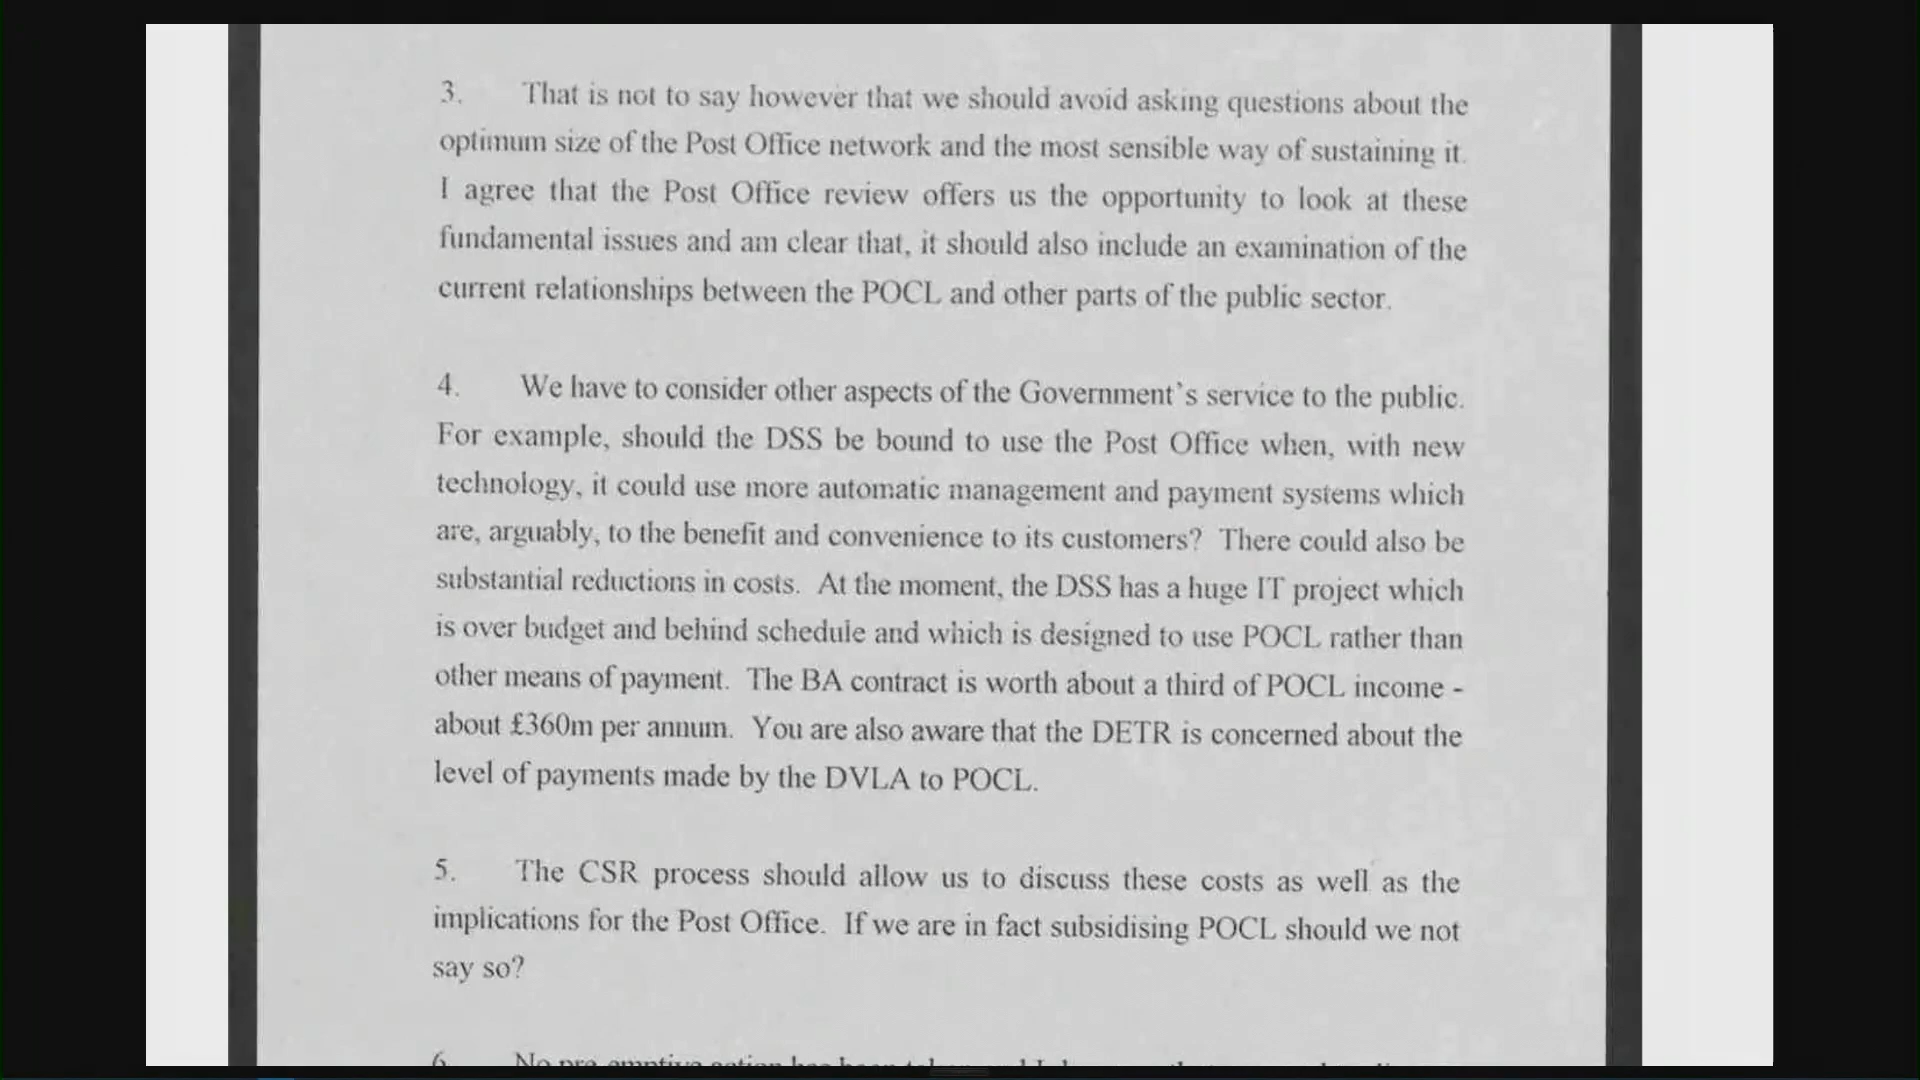 3. That is not to say however that we should avoid asking questions about the
optimum size of the Post Office network and the most sensible way of sustaining it.
I agree that the Post Office review offers us the opportunity to look at these
fundamental issues and am clear that, it should also include an examination of the
current relationships between the POCL and other parts of the public sector.
4. We have to consider other aspects of the Government's service to the public.
For example, should the DSS be bound to use the Post Office when, with new
technology, it could use more automatic management and payment systems which
are, arguably, to the benefit and convenience to its customers? There could also be
substantial reductions in costs. At the moment, the DSS has a huge IT project which
is over budget and behind schedule and which is designed to use POCL rather than
other means of payment. The BA contract is worth about a third of POCL income -
about £360m per annum. You are also aware that the DETR is concerned about the
level of payments made by the DVLA to POCL.
5. The CSR process should allow us to discuss these costs as well as the
implications for the Post Office. If we are in fact subsidising POCL should we not
say so?
6. No pre-emptive action has been